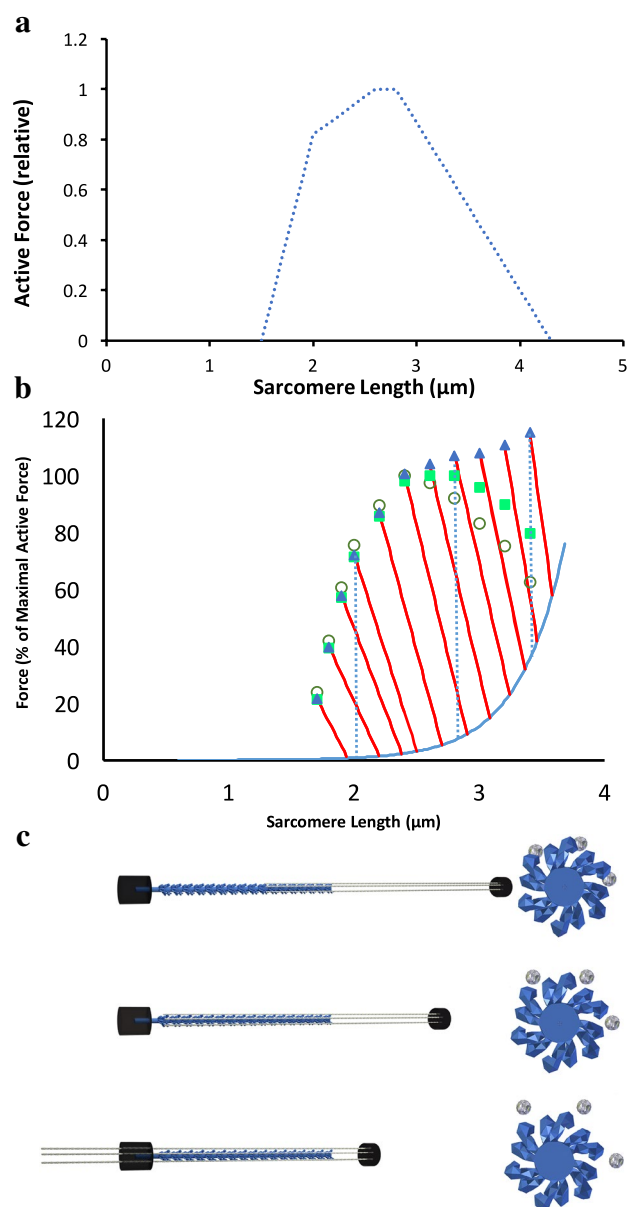 a
1.2
1
0.8
0.6
0.4
0.2
0
Active Force (relative)
0 1 2 3 4 5
Sarcomere Length (µm)
b
120
100
80
60
40
20
0
Force (% of Maximal Active Force)
0 1 2 3 4
Sarcomere Length (µm)
c